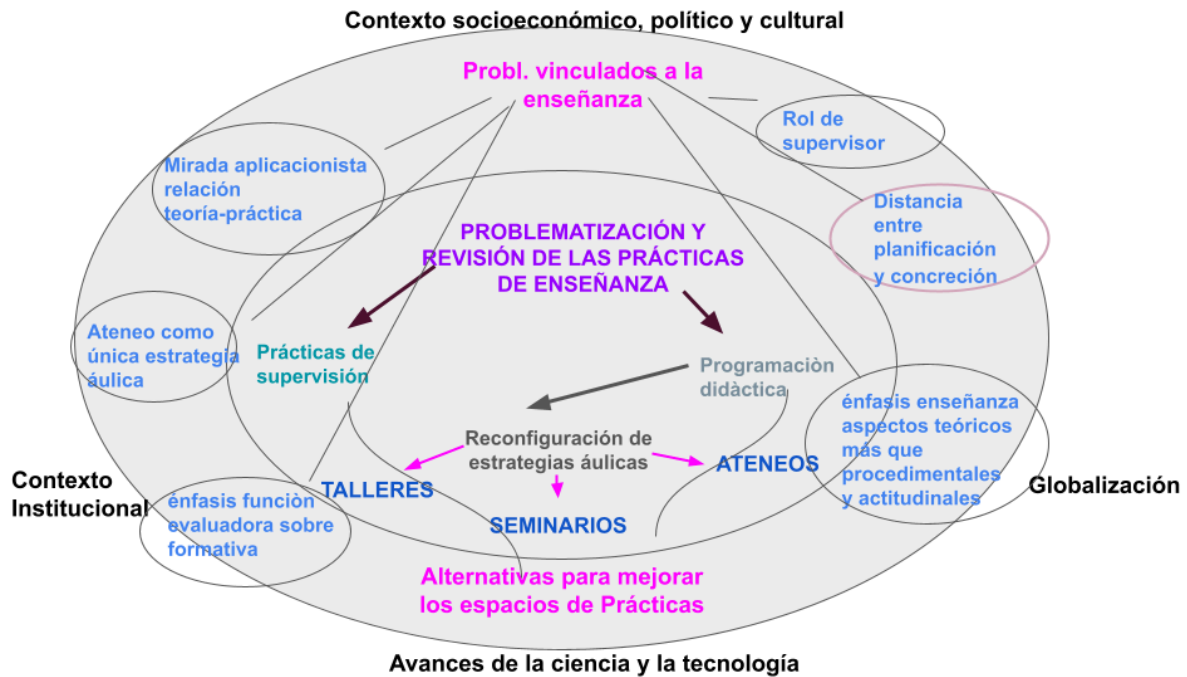 Contexto socioeconómico, político y cultural
Probl. vinculados a la
enseñanza
Rol de
supervisor
Mirada aplicacionista
relación
teoría-práctica
Distancia
entre
planificación
y concreción
PROBLEMATIZACIÓN Y
REVISIÓN DE LAS PRÁCTICAS
DE ENSEÑANZA
Ateneo como
única estrategia
áulica
Prácticas de
supervisión
Programaciòn
didàctica
énfasis enseñanza
aspectos teóricos
más que
procedimentales
y actitudinales
Reconfiguración de
estrategias áulicas
TALLERES
SEMINARIOS
ATENEOS
Contexto
Institucional
Globalización
énfasis funciòn
evaluadora sobre
formativa
Alternativas para mejorar
los espacios de Prácticas
Avances de la ciencia y la tecnología